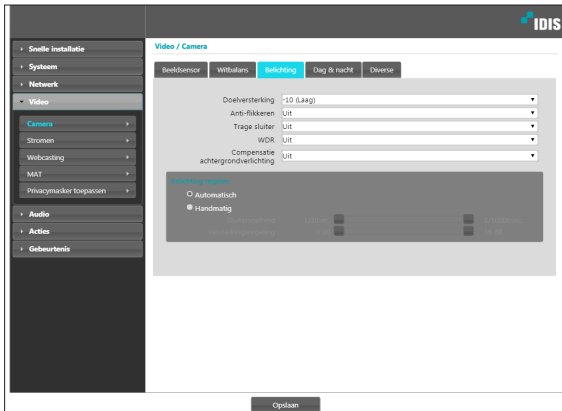 IDIS
Snelle installatie
Systeem
Netwerk
Video
Camera
Stromen
Webcasting
MAT
Privacymasker toepassen
Audio
Acties
Gebeurtenis
Video / Camera
Beeldsensor Witbalans Belichting Dag & nacht Diverse
Doelversterking -10 (Laag)
Anti-flikkeren Uit
Trage sluiter Uit
WDR Uit
Compensatie achtergrondverlichting Uit
Automatisch
Handmatig
Opslaan